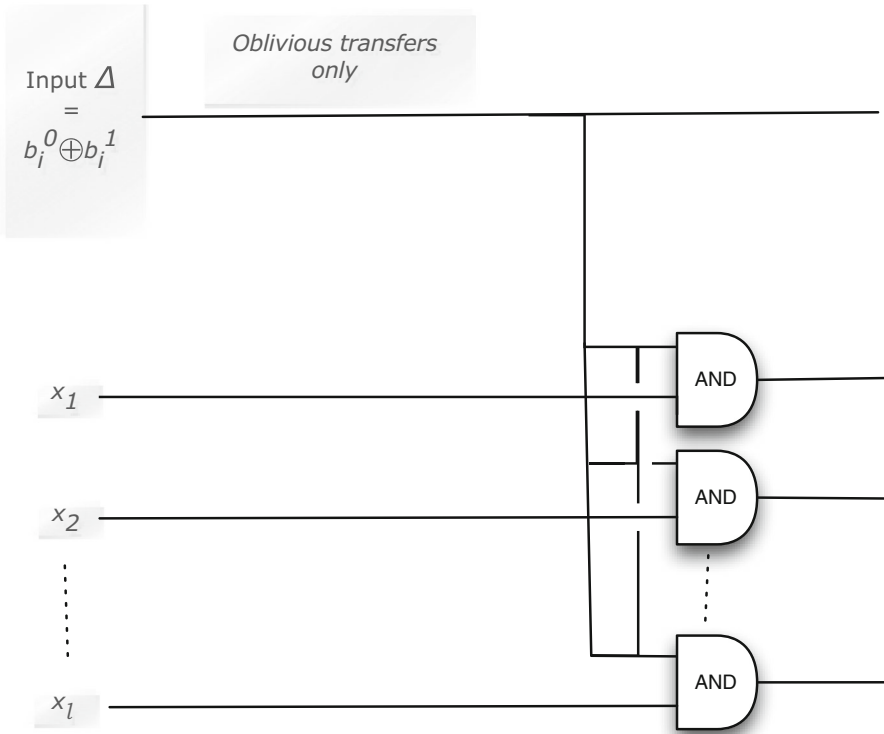 Input Δ
=
b_i^0⊕b_i^1
Oblivious transfers
only
x_1
AND
x_2
AND
x_l
AND